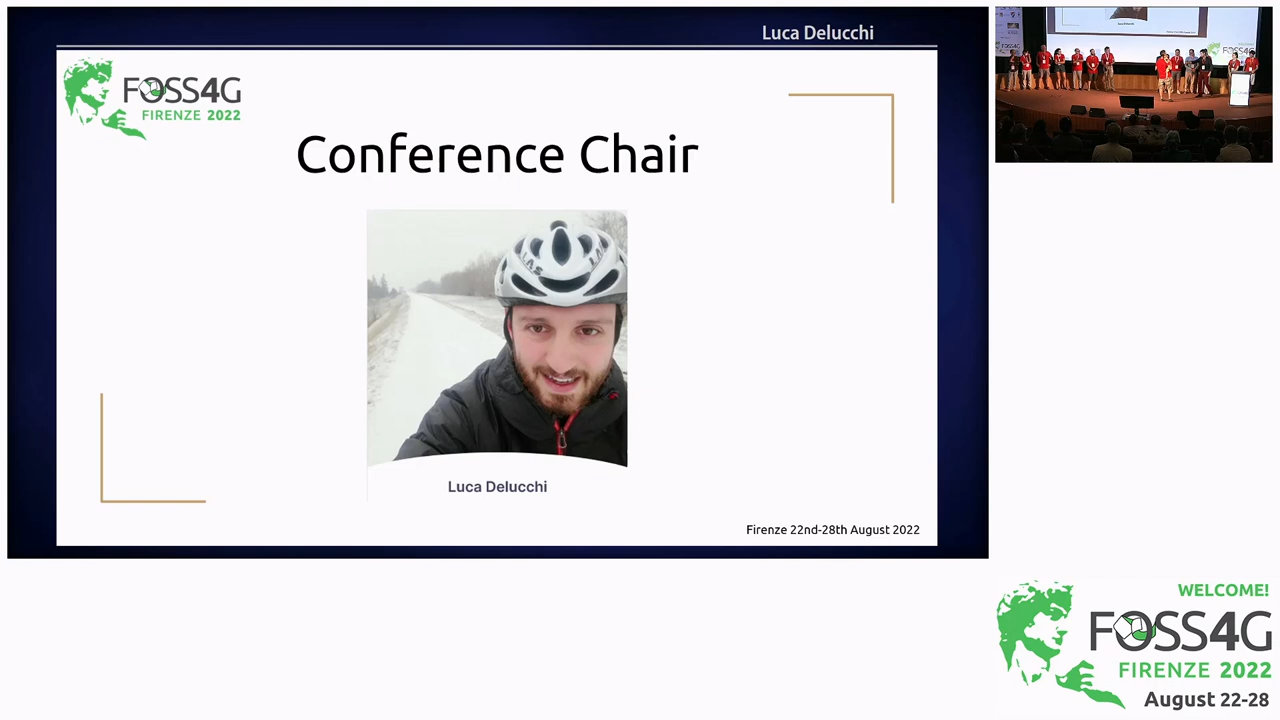 Luca Delucchi
FOSS4G
FIRENZE 2022
Conference Chair
LAS
Luca Delucchi
Firenze 22nd-28th August 2022
WELCOME!
FOSS4G
FIRENZE 2022
August 22-28